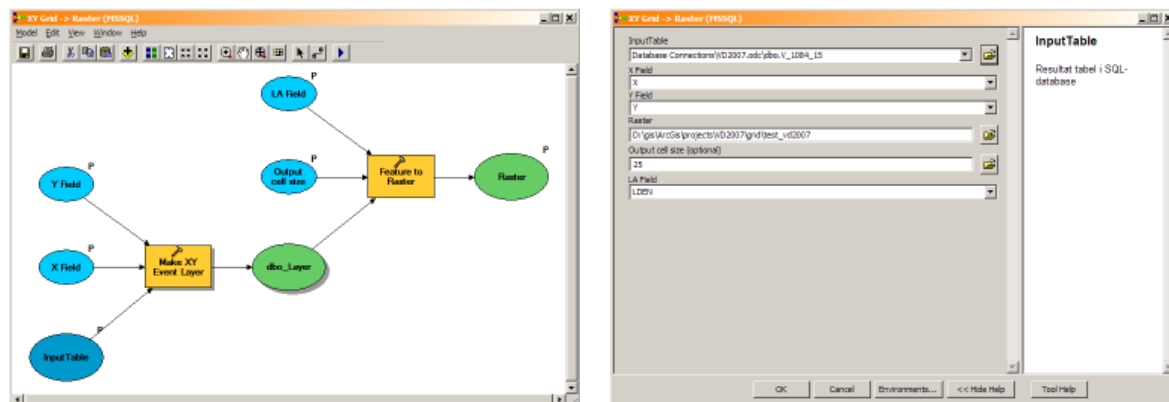 XY Grid -> Raster (MSSQL)
Model Edit View Window Help
P
LA Field
P
Output
cell size
Feature to
Raster
P
Raster
P
Y Field
P
X Field
Make XY
Event Layer
dbo_Layer
P
InputTable
XY Grid -> Raster (MSSQL)
InputTable
Database Connections\VD2007.odc\dbo.V_1084_15
X Field
X
Y Field
Y
Raster
D:\gis\ArcGis\projects\VD2007\grid\test_vd2007
Output cell size (optional)
25
LA Field
LDEN
InputTable
Resultat tabel i SQL-
database
OK Cancel Environments... << Hide Help Tool Help